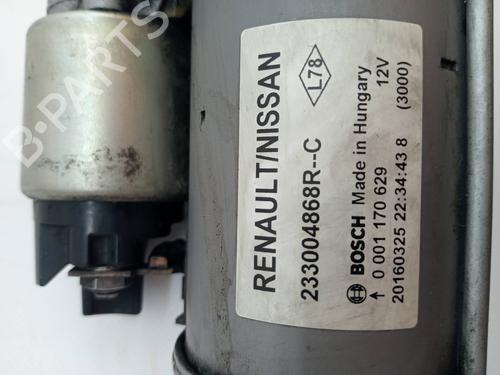 RENAULT/NISSAN
L78
233004868R--C
BOSCH Made in Hungary
12V
↑ 0 001 170 629
20160325 22:34:43 8
(3000)